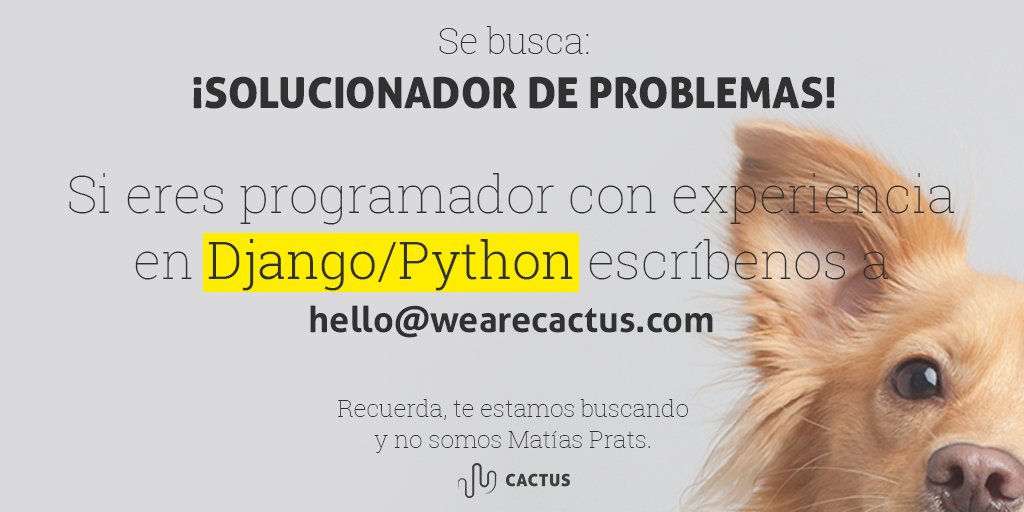 Se busca:
¡SOLUCIONADOR DE PROBLEMAS!
Si eres programador con experiencia
en Django/Python escríbenos a
hello@wearecactus.com
Recuerda, te estamos buscando
y no somos Matías Prats.
CACTUS